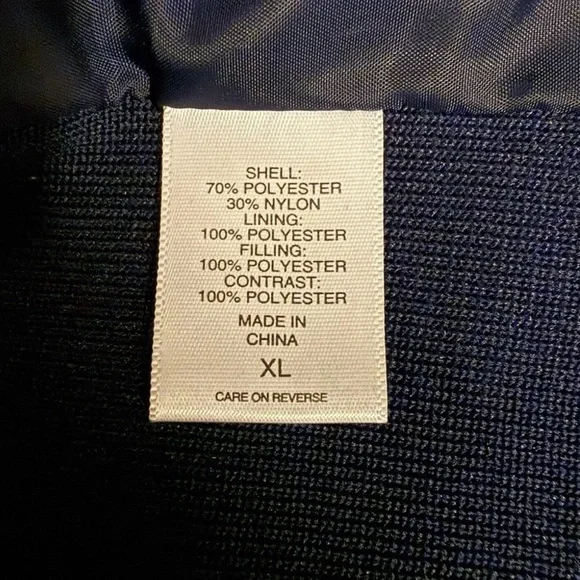 SHELL:
70% POLYESTER
30% NYLON
LINING:
100% POLYESTER
FILLING:
100% POLYESTER
CONTRAST:
100% POLYESTER
MADE IN
CHINA
XL
CARE ON REVERSE